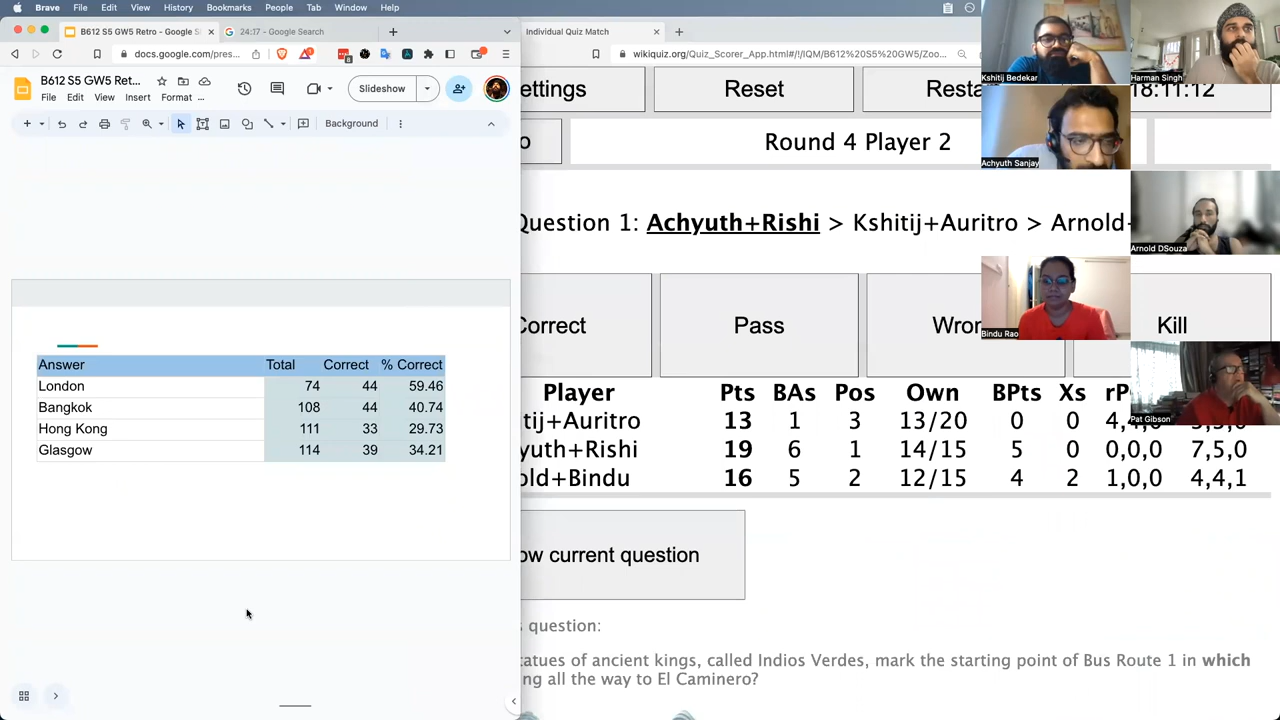 Brave File Edit View History Bookmarks People Tab Window Help
B612 S5 GW5 Retro - Google S
24:17 - Google Search
docs.google.com/pres...
B612 S5 GW5 Ret...
File Edit View Insert Format ...
Slideshow
Background
Answer Total Correct % Correct
London 74 44 59.46
Bangkok 108 44 40.74
Hong Kong 111 33 29.73
Glasgow 114 39 34.21
Individual Quiz Match
wikiquiz.org/Quiz_Scorer_App.html#/!/IQM/B612%20S5%20GW5/Zoo...
ettings Reset Resta 18:11:12
o Round 4 Player 2
Question 1: Achyuth+Rishi > Kshitij+Auritro > Arnold+
Correct Pass Wron Kill
Player Pts BAs Pos Own BPts Xs rP
tij+Auritro 13 1 3 13/20 0 0
yuth+Rishi 19 6 1 14/15 5 0 0,0,0 7,5,0
old+Bindu 16 5 2 12/15 4 2 1,0,0 4,4,1
ow current question
s question:
tatues of ancient kings, called Indios Verdes, mark the starting point of Bus Route 1 in which
ng all the way to El Caminero?
Kshitij Bedekar
Harman Singh
Achyuth Sanjay
Arnold DSouza
Bindu Rao
Pat Gibson